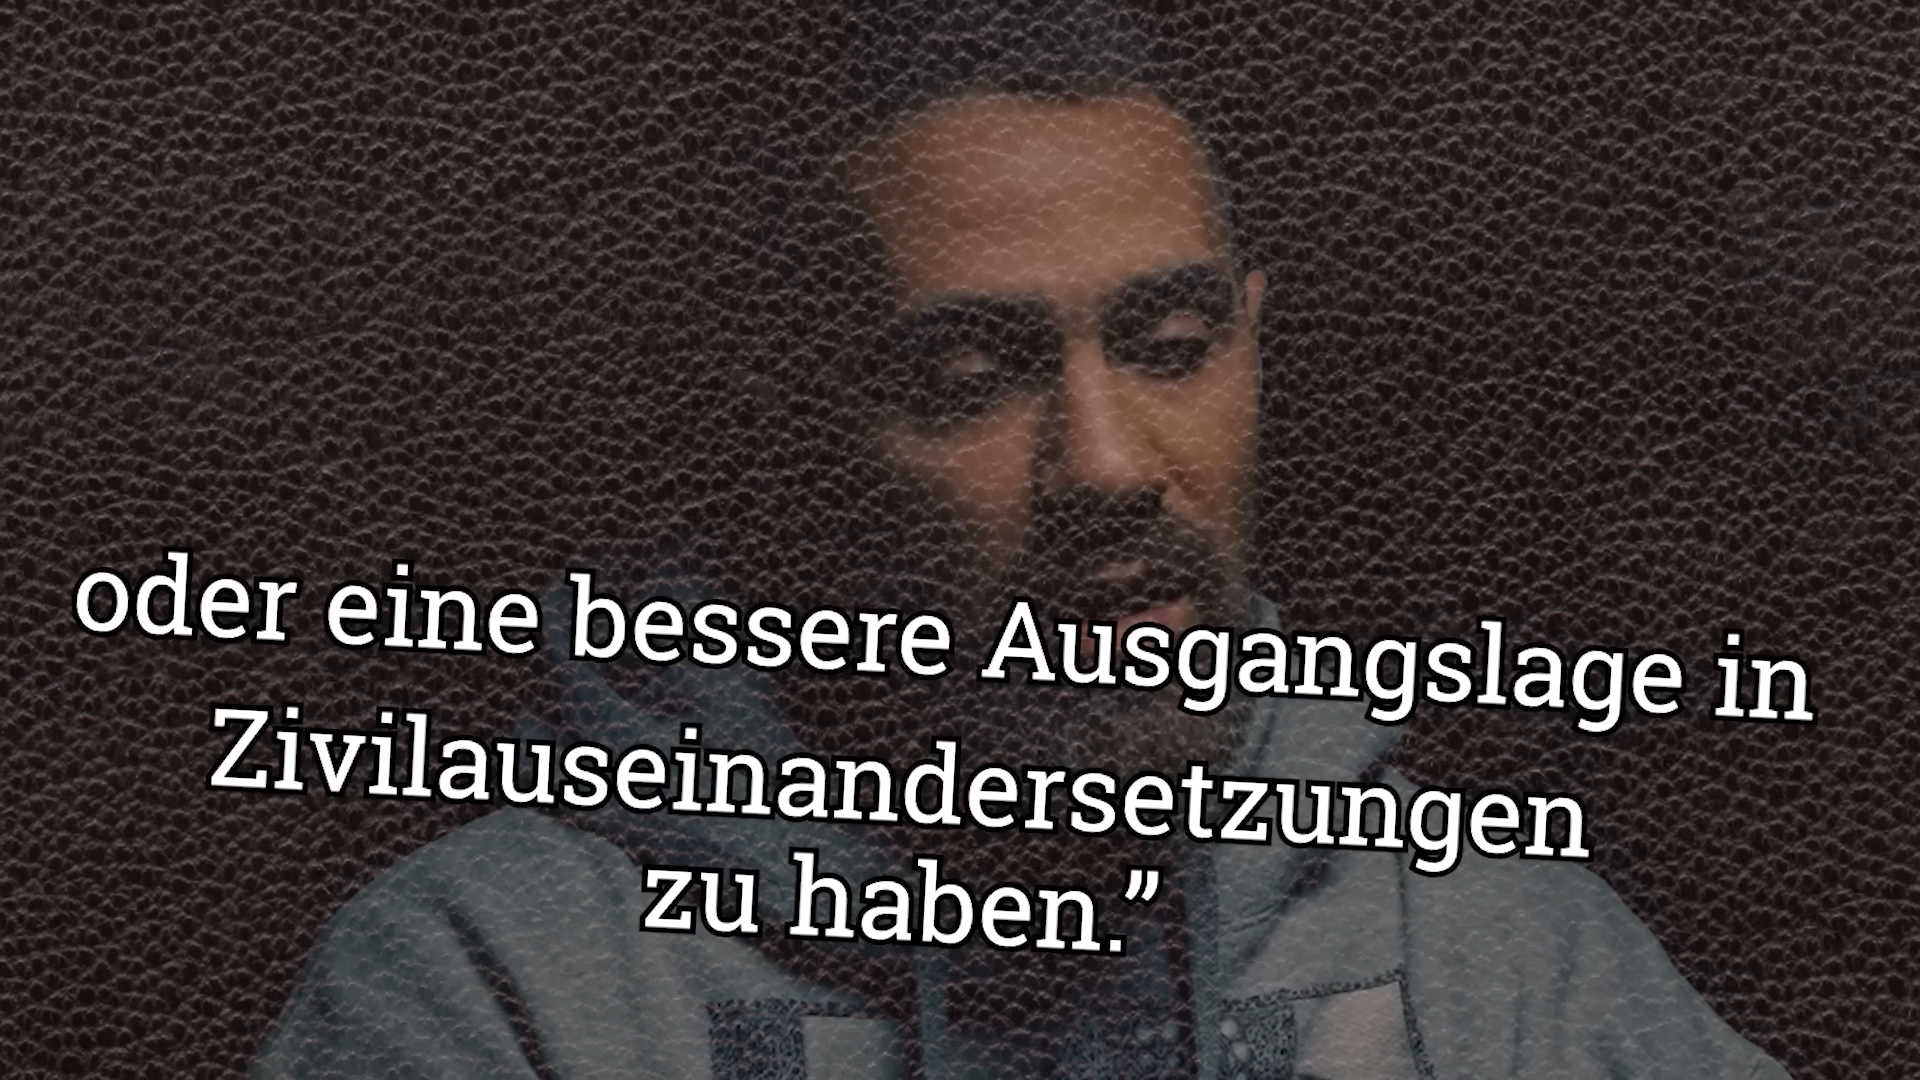 oder eine bessere Ausgangslage in
Zivilauseinandersetzungen
zu haben.”